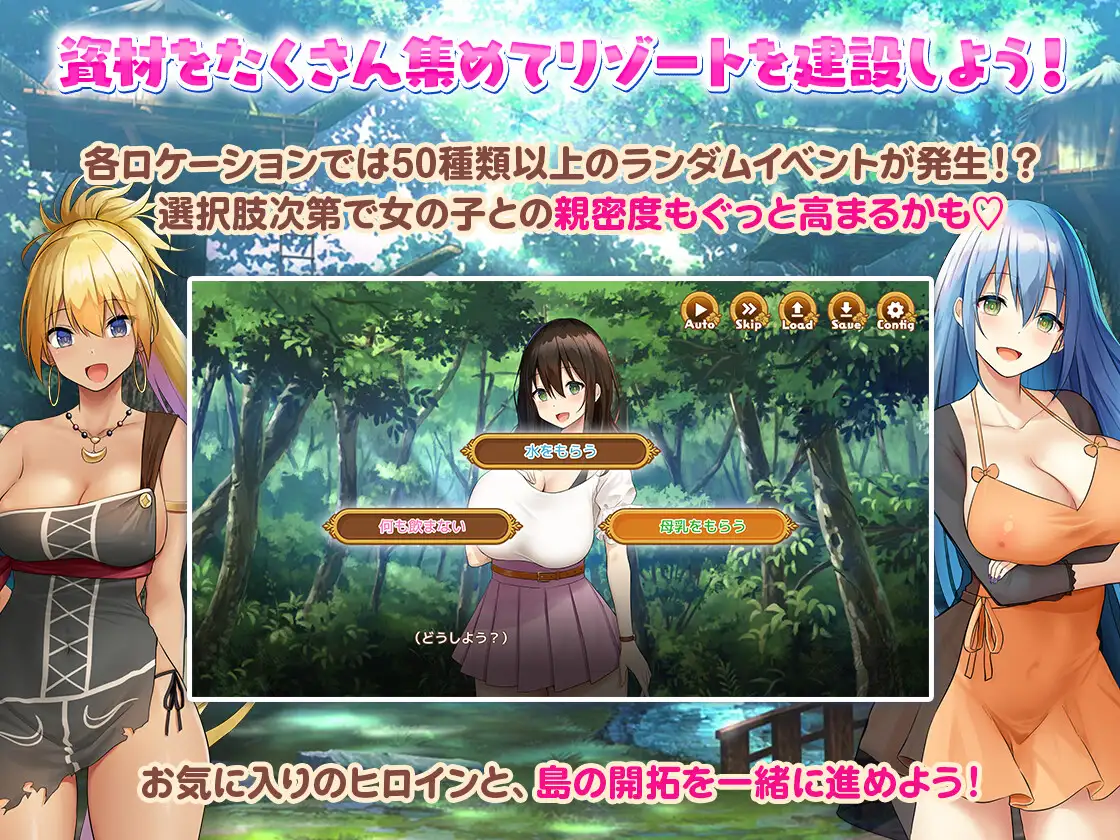 資材をたくさん集めてリゾートを建設しよう!
各ロケーションでは50種類以上のランダムイベントが発生!?
選択肢次第で女の子との親密度もぐっと高まるかも♡
Auto Skip Load Save Config
水をもらう
何も飲まない 母乳をもらう
(どうしよう?)
お気に入りのヒロインと、島の開拓を一緒に進めよう!